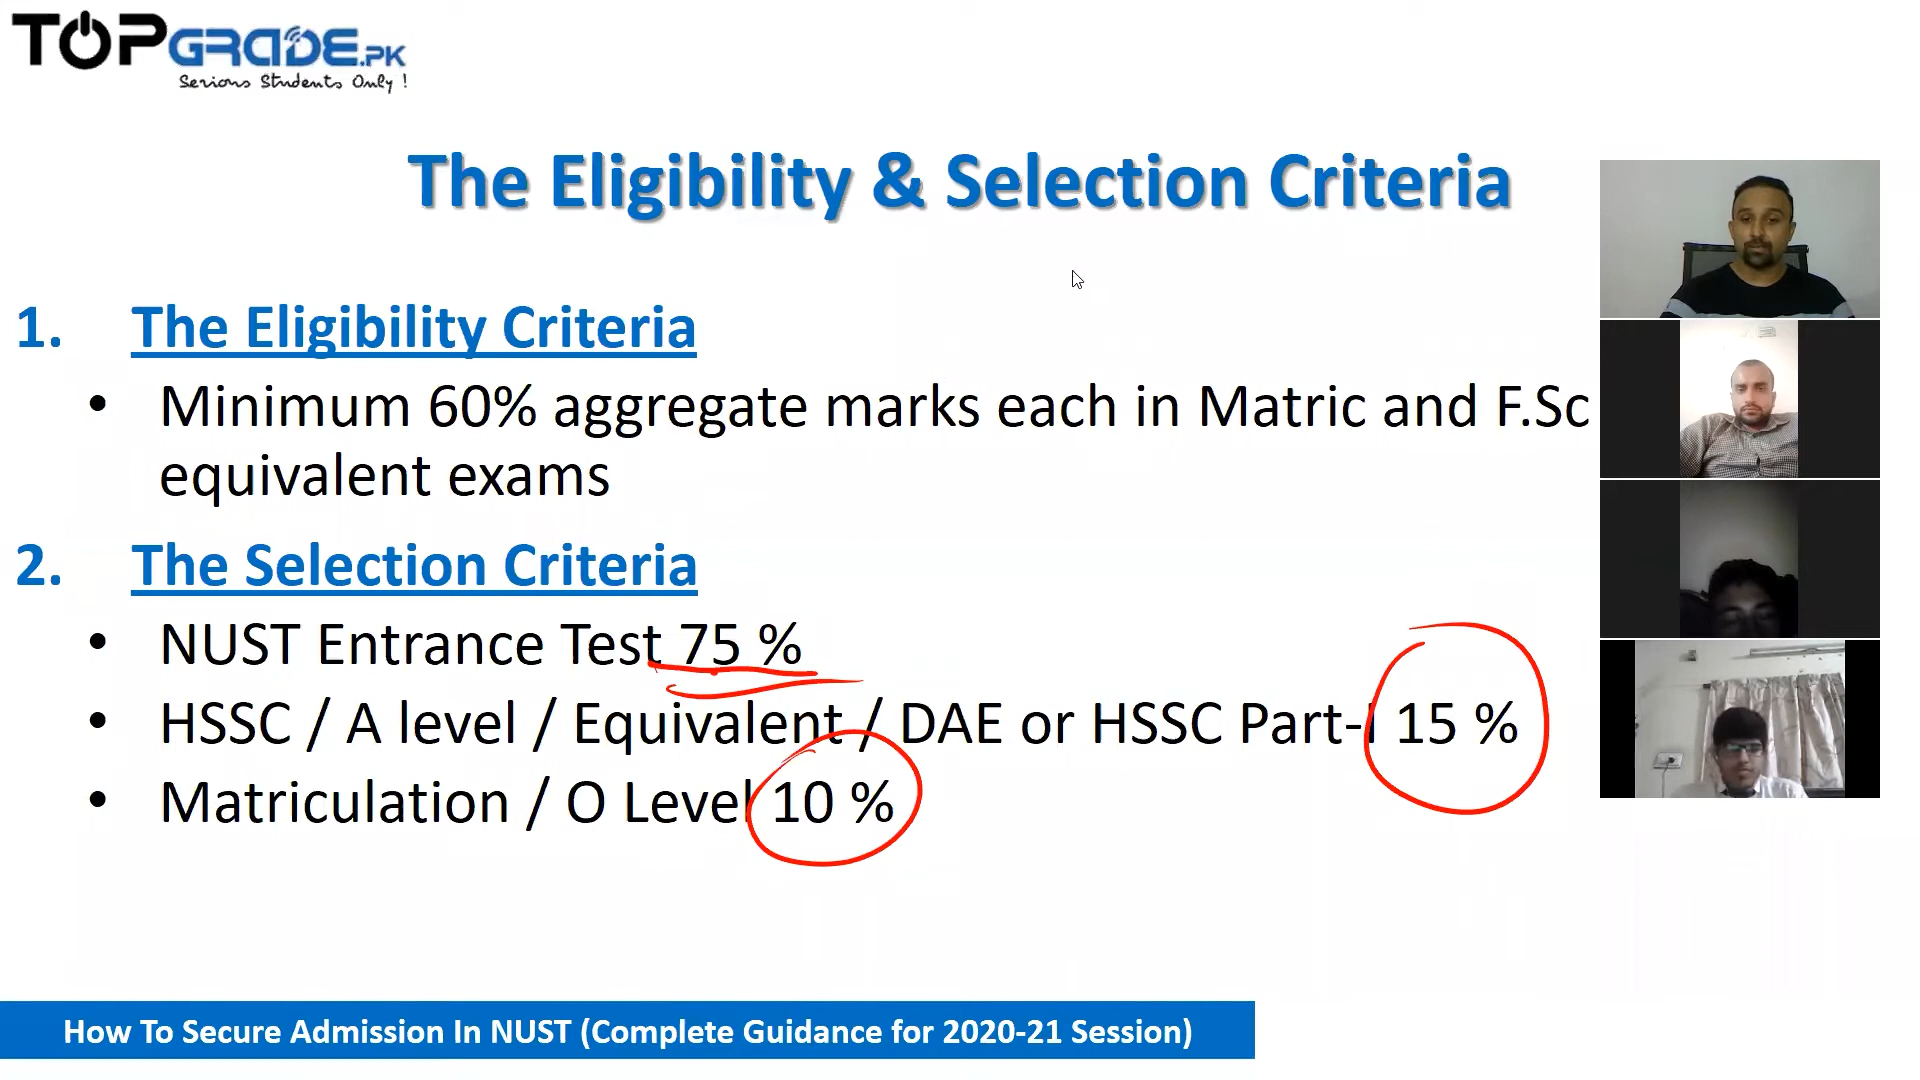 TOPGRADE.PK
Serious Students Only !
The Eligibility & Selection Criteria
1. The Eligibility Criteria
• Minimum 60% aggregate marks each in Matric and F.Sc
equivalent exams
2. The Selection Criteria
• NUST Entrance Test 75 %
• HSSC / A level / Equivalent / DAE or HSSC Part-I 15 %
• Matriculation / O Level 10 %
How To Secure Admission In NUST (Complete Guidance for 2020-21 Session)